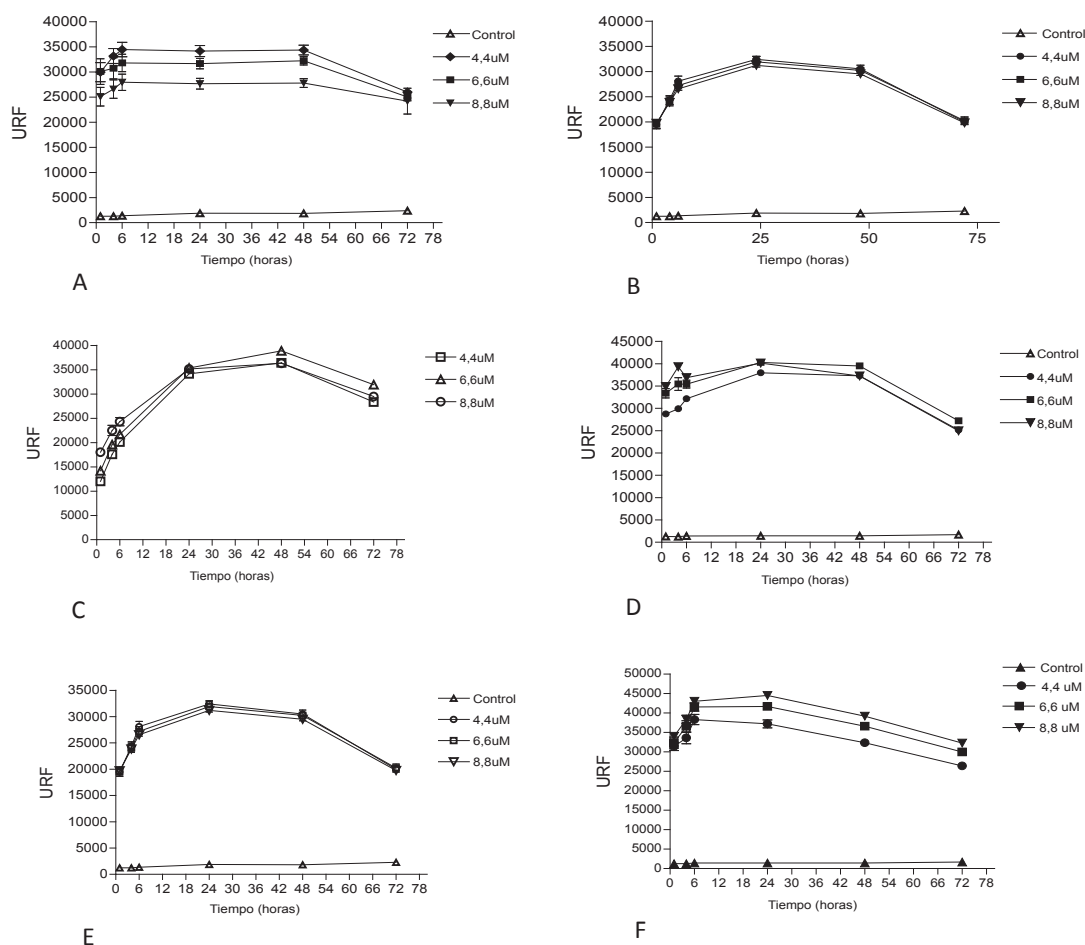 40000
35000
30000
25000
20000
15000
10000
5000
0
URF
0 6 12 18 24 30 36 42 48 54 60 66 72 78
Tiempo (horas)
Control
4,4uM
6,6uM
8,8uM
A
40000
35000
30000
25000
20000
15000
10000
5000
0
URF
0 25 50 75
Tiempo (horas)
Control
4,4uM
6,6uM
8,8uM
B
40000
35000
30000
25000
20000
15000
10000
5000
0
URF
0 6 12 18 24 30 36 42 48 54 60 66 72 78
Tiempo (horas)
4,4uM
6,6uM
8,8uM
C
45000
40000
35000
30000
25000
20000
15000
10000
5000
0
URF
0 6 12 18 24 30 36 42 48 54 60 66 72 78
Tiempo (horas)
Control
4,4uM
6,6uM
8,8uM
D
35000
30000
25000
20000
15000
10000
5000
0
URF
0 6 12 18 24 30 36 42 48 54 60 66 72 78
Tiempo (horas)
Control
4,4uM
6,6uM
8,8uM
E
50000
45000
40000
35000
30000
25000
20000
15000
10000
5000
0
URF
0 6 12 18 24 30 36 42 48 54 60 66 72 78
Tiempo (horas)
Control
4,4 uM
6,6 uM
8,8 uM
F